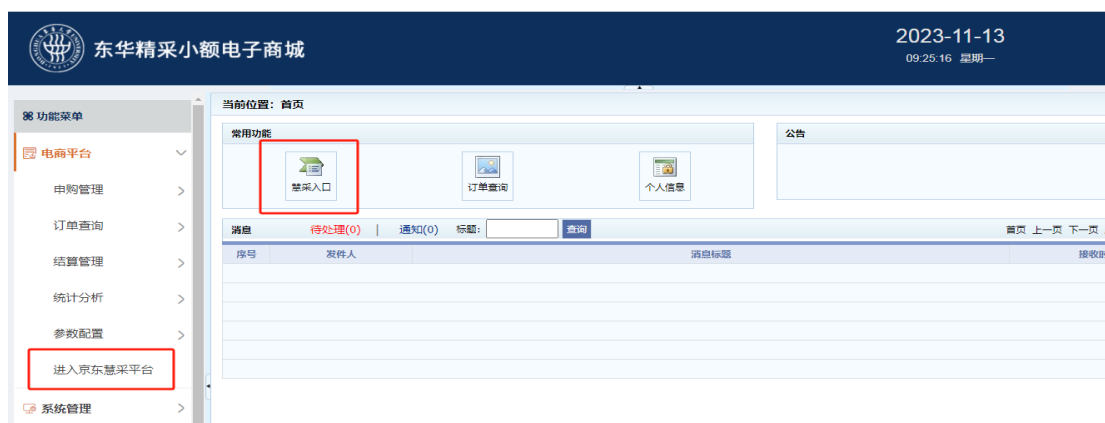 东华精采小额电子商城
2023-11-13
09:25:16 星期一
功能菜单
电商平台
申购管理
订单查询
结算管理
统计分析
参数配置
进入京东慧采平台
系统管理
当前位置：首页
常用功能
慧采入口
订单查询
个人信息
公告
消息 待处理(0) | 通知(0) 标题: 查询 首页 上一页 下一页
序号 发件人 消息标题 接收时